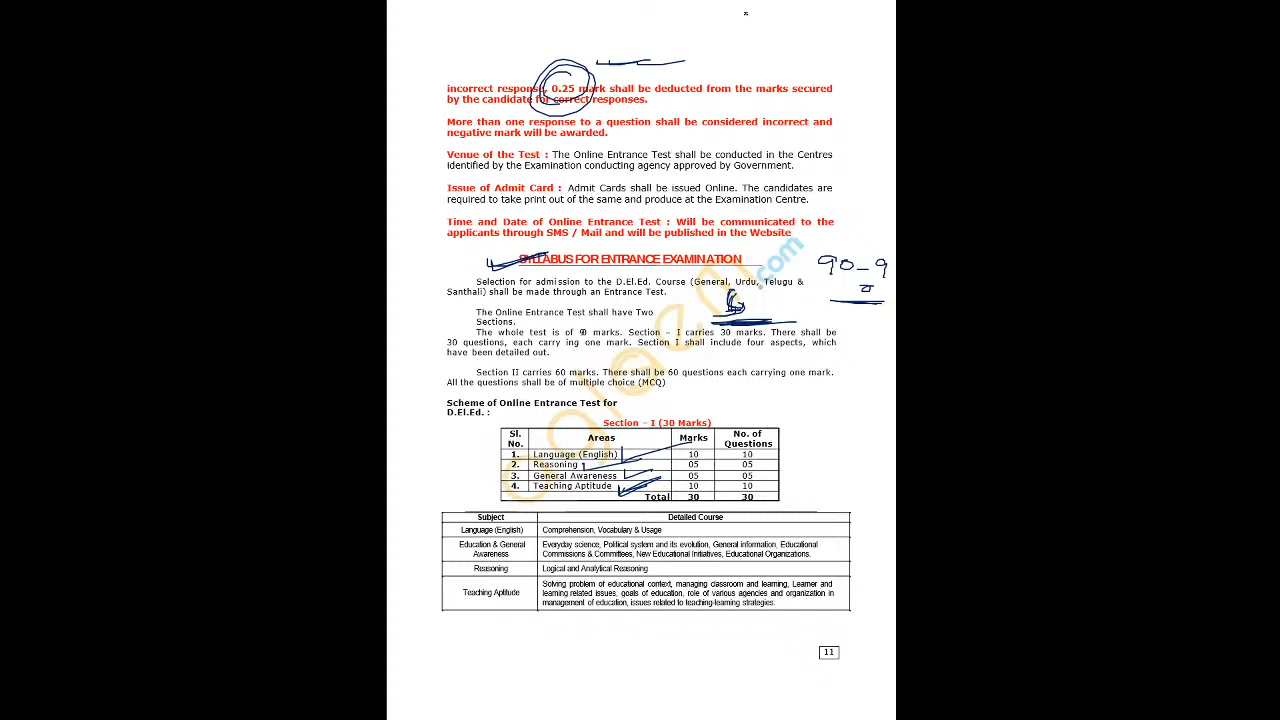 incorrect response, 0.25 mark shall be deducted from the marks secured
by the candidate for correct responses.
More than one response to a question shall be considered incorrect and
negative mark will be awarded.
Venue of the Test : The Online Entrance Test shall be conducted in the Centres
identified by the Examination conducting agency approved by Government.
Issue of Admit Card : Admit Cards shall be issued Online. The candidates are
required to take print out of the same and produce at the Examination Centre.
Time and Date of Online Entrance Test : Will be communicated to the
applicants through SMS / Mail and will be published in the Website
SYLLABUS FOR ENTRANCE EXAMINATION
90 - 9
Selection for admission to the D.El.Ed. Course (General, Urdu, Telugu &
Santhali) shall be made through an Entrance Test.
The Online Entrance Test shall have Two
Sections.
The whole test is of 90 marks. Section – I carries 30 marks. There shall be
30 questions, each carry ing one mark. Section I shall include four aspects, which
have been detailed out.
Section II carries 60 marks. There shall be 60 questions each carrying one mark.
All the questions shall be of multiple choice (MCQ)
Scheme of Online Entrance Test for
D.El.Ed. :
Section – I (30 Marks)
Sl. No. Areas Marks No. of Questions
1. Language (English) 10 10
2. Reasoning 05 05
3. General Awareness 05 05
4. Teaching Aptitude 10 10
Total 30 30
Subject Detailed Course
Language (English) Comprehension, Vocabulary & Usage
Education & General Awareness Everyday science, Political system and its evolution, General information, Educational
Commissions & Committees, New Educational Initiatives, Educational Organizations.
Reasoning Logical and Analytical Reasoning
Teaching Aptitude Solving problem of educational context, managing classroom and learning, Learner and
learning related issues, goals of education, role of various agencies and organization in
management of education, issues related to teaching-learning strategies.
aglasem.com
11